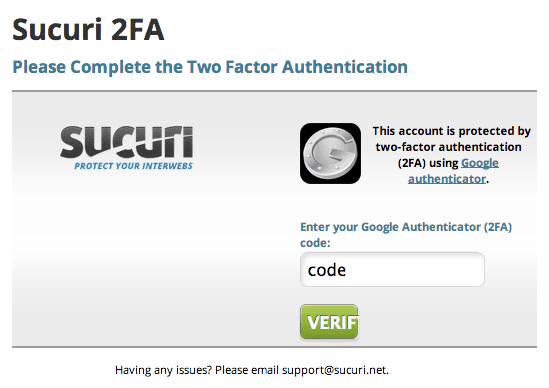 Sucuri 2FA
Please Complete the Two Factor Authentication
SUCURI
PROTECT YOUR INTERWEBS
This account is protected by
two-factor authentication
(2FA) using Google
authenticator.
Enter your Google Authenticator (2FA)
code:
code
VERIF
Having any issues? Please email support@sucuri.net.